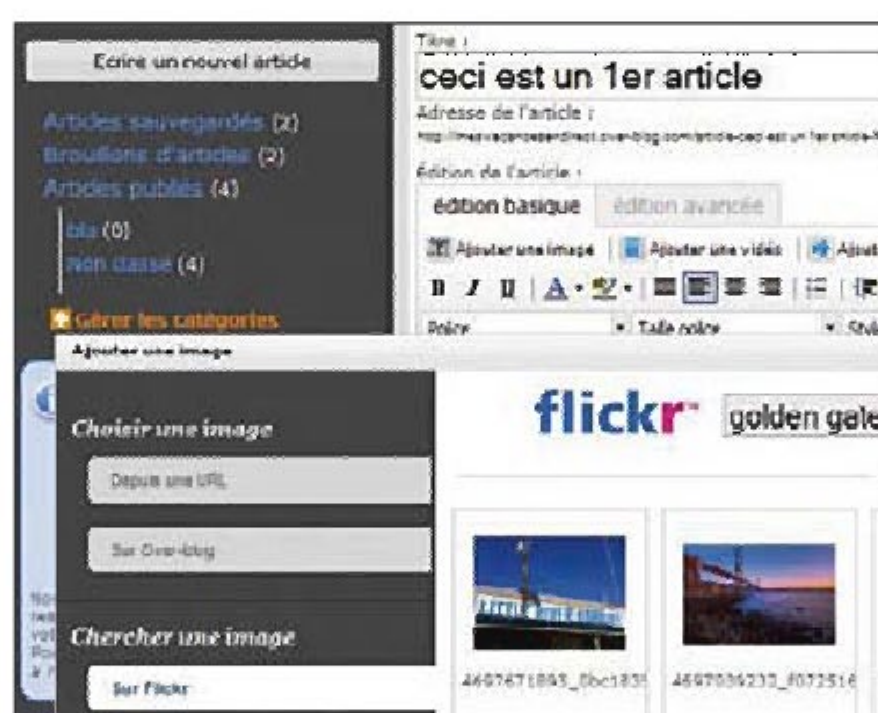 Ecrire un nouvel article
Articles sauvegardés (2)
Brouillons d'articles (2)
Articles publiés (4)
bla (0)
Non classé (4)
Gérer les catégories
Titre :
ceci est un 1er article
Adresse de l'article :
édition de l'article :
édition basique édition avancée
Ajouter une image Ajouter une vidéo
B I U A
Police Taille police
Ajouter une image
Choisir une image
Depuis une URL
Sur Over-blog
Chercher une image
Sur Flickr
flickr golden gate